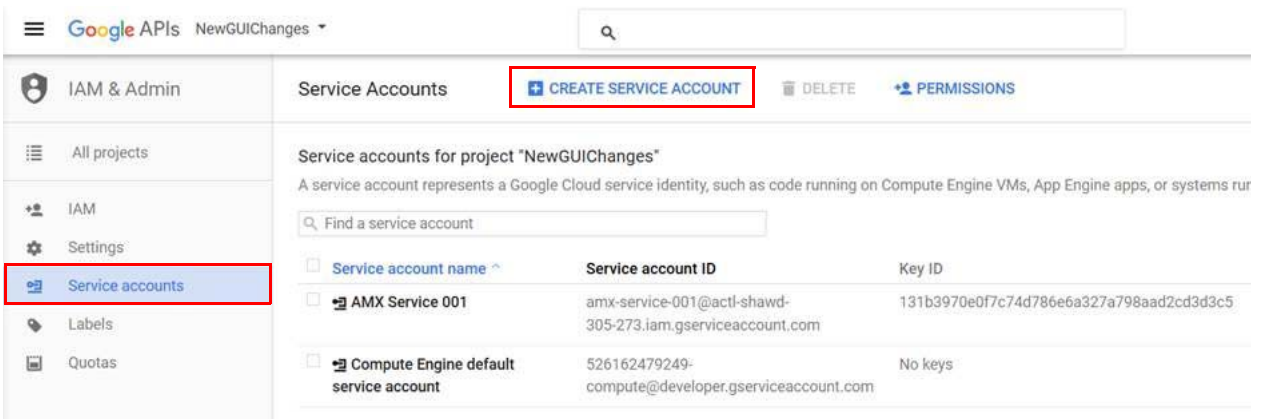 Google APIs NewGUIChanges
IAM & Admin
Service Accounts
CREATE SERVICE ACCOUNT
DELETE
PERMISSIONS
All projects
IAM
Settings
Service accounts
Labels
Quotas
Service accounts for project "NewGUIChanges"
A service account represents a Google Cloud service identity, such as code running on Compute Engine VMs, App Engine apps, or systems rur
Find a service account
Service account name Service account ID Key ID
AMX Service 001 amx-service-001@actl-shawd- 131b3970e0f7c74d786e6a327a798aad2cd3d3c5
305-273.iam.gserviceaccount.com
Compute Engine default 526162479249- No keys
service account compute@developer.gserviceaccount.com